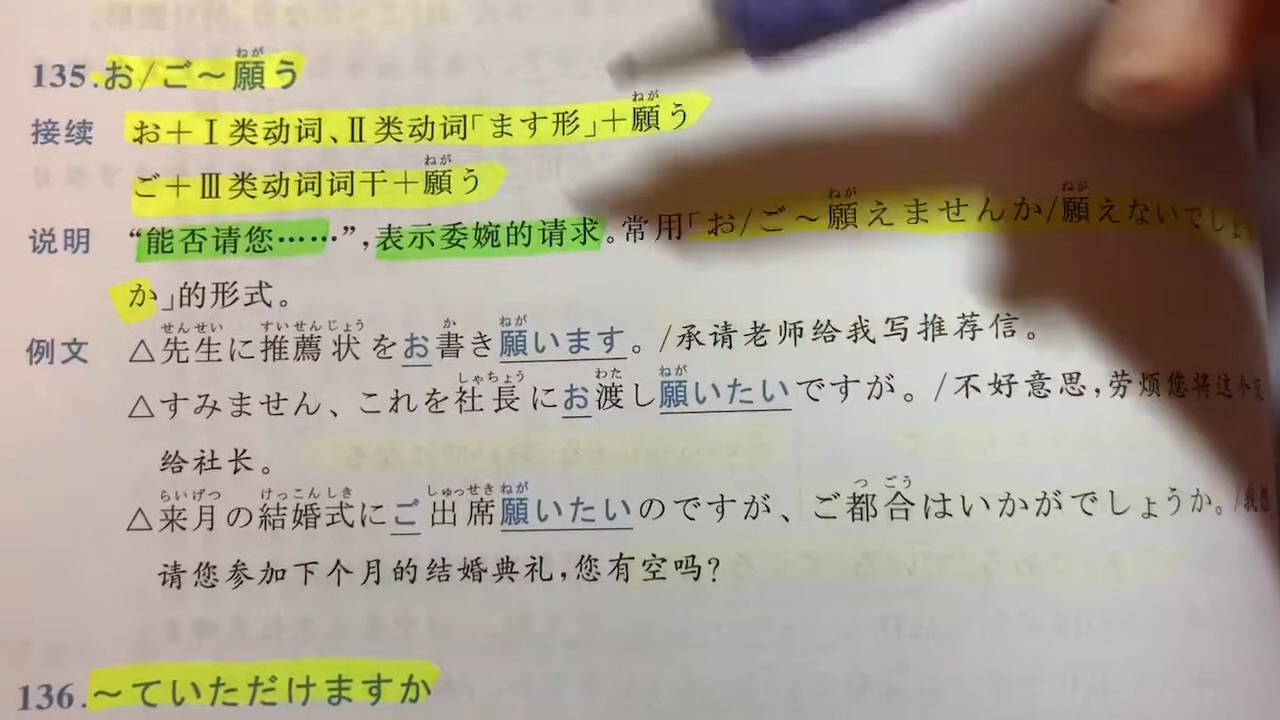 135.お/ご～願う
接续 お＋Ⅰ类动词、Ⅱ类动词「ます形」＋願う
ご＋Ⅲ类动词词干＋願う
说明 “能否请您……”，表示委婉的请求。常用「お/ご～願えませんか/願えないでしょ
か」的形式。
例文 △先生に推薦状をお書き願います。/承请老师给我写推荐信。
△すみません、これを社長にお渡し願いたいですが。/不好意思，劳烦您将这个
给社长。
△来月の結婚式にご出席願いたいのですが、ご都合はいかがでしょうか。/我
请您参加下个月的结婚典礼，您有空吗？
136.～ていただけますか